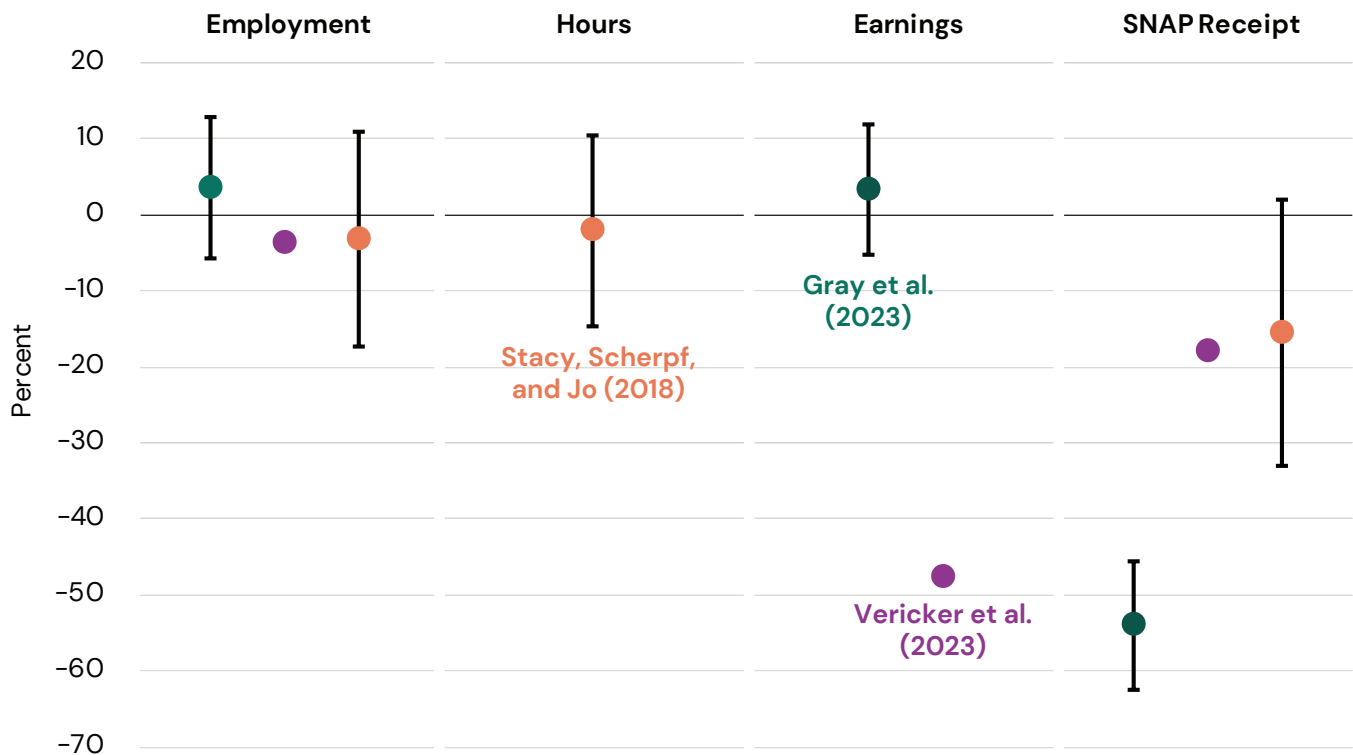 Employment Hours Earnings SNAP Receipt
20
10
0
-10
Gray et al.
(2023)
Percent
-20
Stacy, Scherpf,
and Jo (2018)
-30
-40
-50
Vericker et al.
(2023)
-60
-70